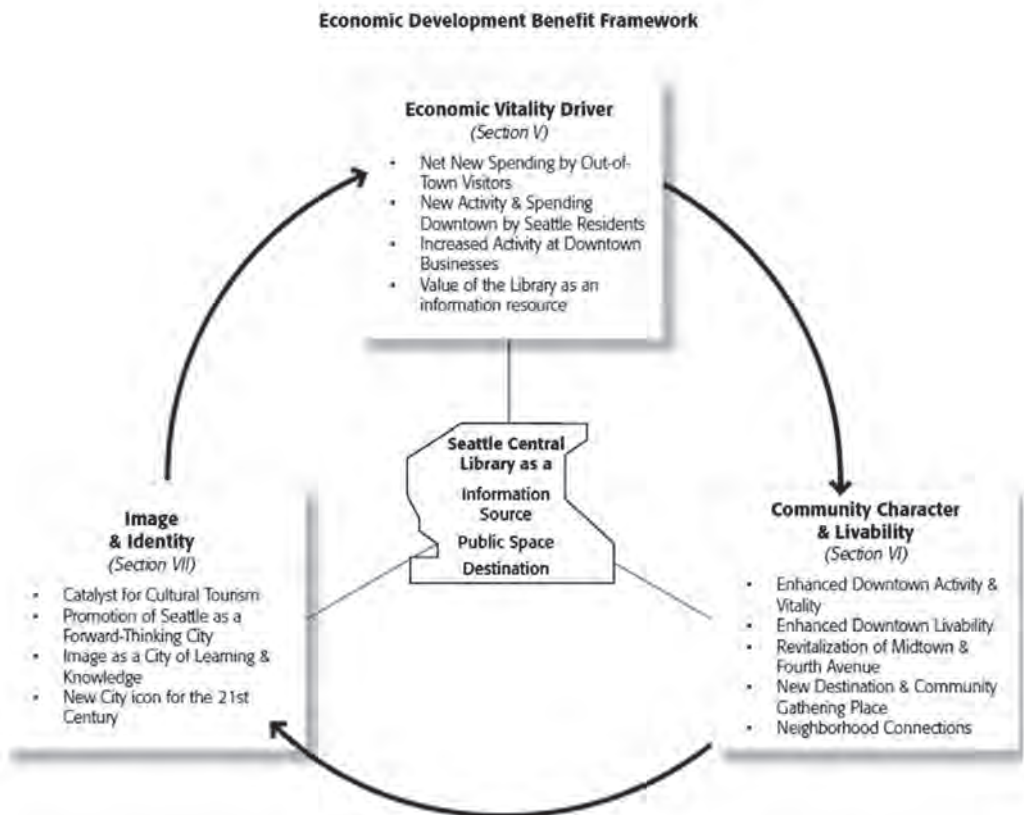 Economic Development Benefit Framework
Economic Vitality Driver
(Section V)
• Net New Spending by Out-of-
Town Visitors
• New Activity & Spending
Downtown by Seattle Residents
• Increased Activity at Downtown
Businesses
• Value of the Library as an
information resource
Seattle Central
Library as a
Information
Source
Public Space
Destination
Image
& Identity
(Section VII)
• Catalyst for Cultural Tourism
• Promotion of Seattle as a
Forward-Thinking City
• Image as a City of Learning &
Knowledge
• New City icon for the 21st
Century
Community Character
& Livability
(Section VI)
• Enhanced Downtown Activity &
Vitality
• Enhanced Downtown Livability
• Revitalization of Midtown &
Fourth Avenue
• New Destination & Community
Gathering Place
• Neighborhood Connections